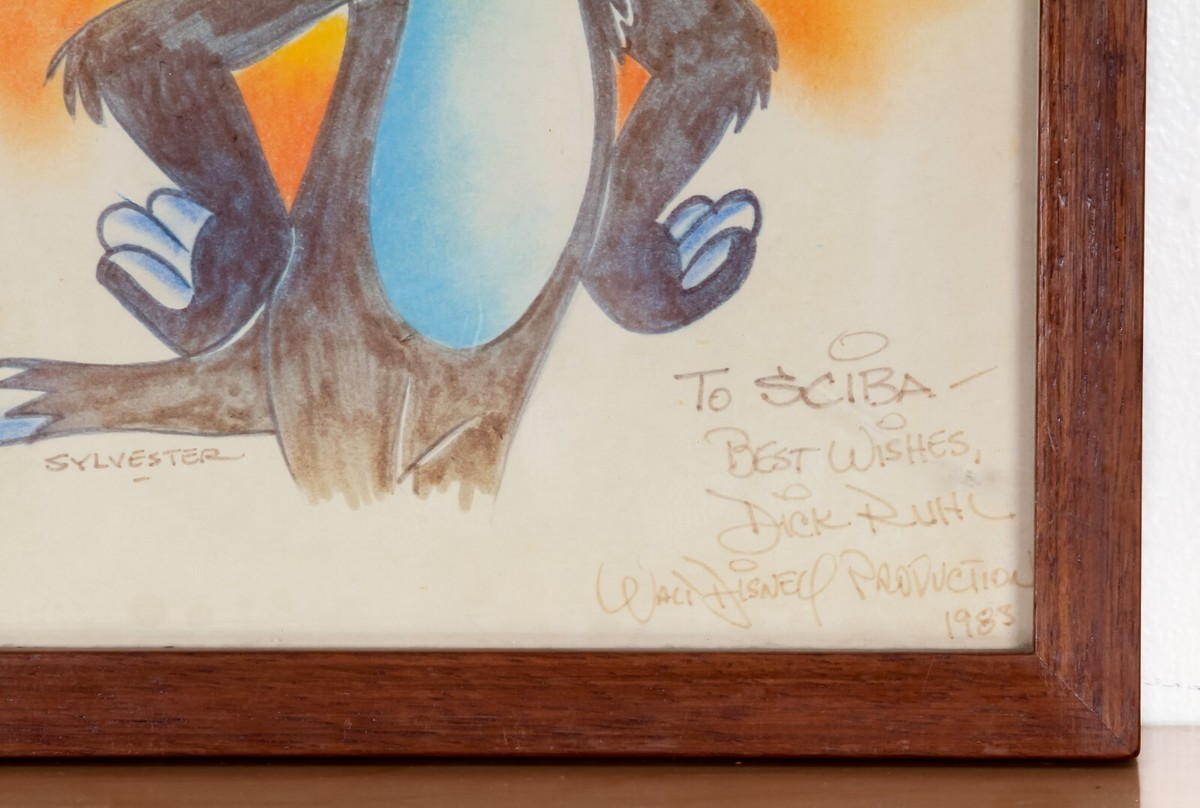 SYLVESTER
TO SCIBA —
BEST WISHES,
DICK RUHL
WALT DISNEY PRODUCTION
1983